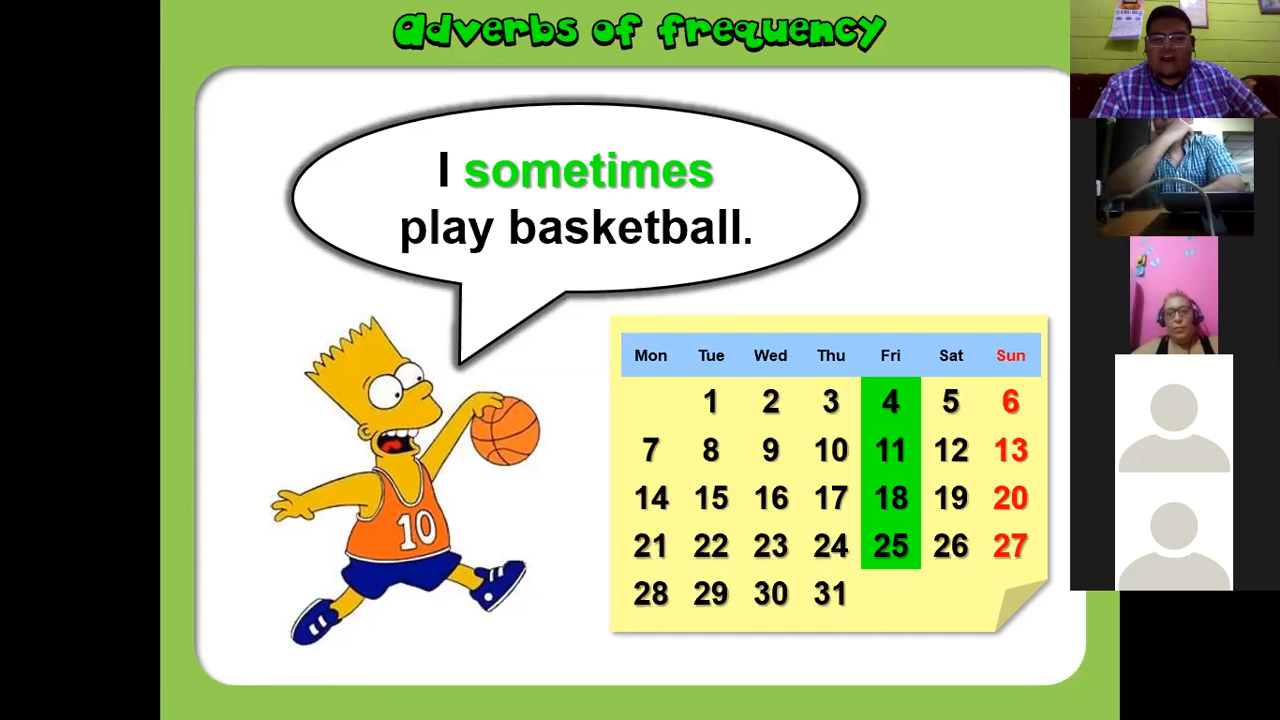 Adverbs of frequency
I sometimes
play basketball.
10
Mon Tue Wed Thu Fri Sat Sun
1 2 3 4 5 6
7 8 9 10 11 12 13
14 15 16 17 18 19 20
21 22 23 24 25 26 27
28 29 30 31